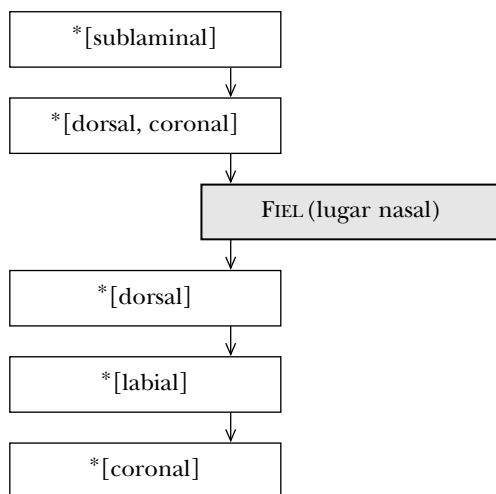 *[sublaminal]
*[dorsal, coronal]
FIEL (lugar nasal)
*[dorsal]
*[labial]
*[coronal]